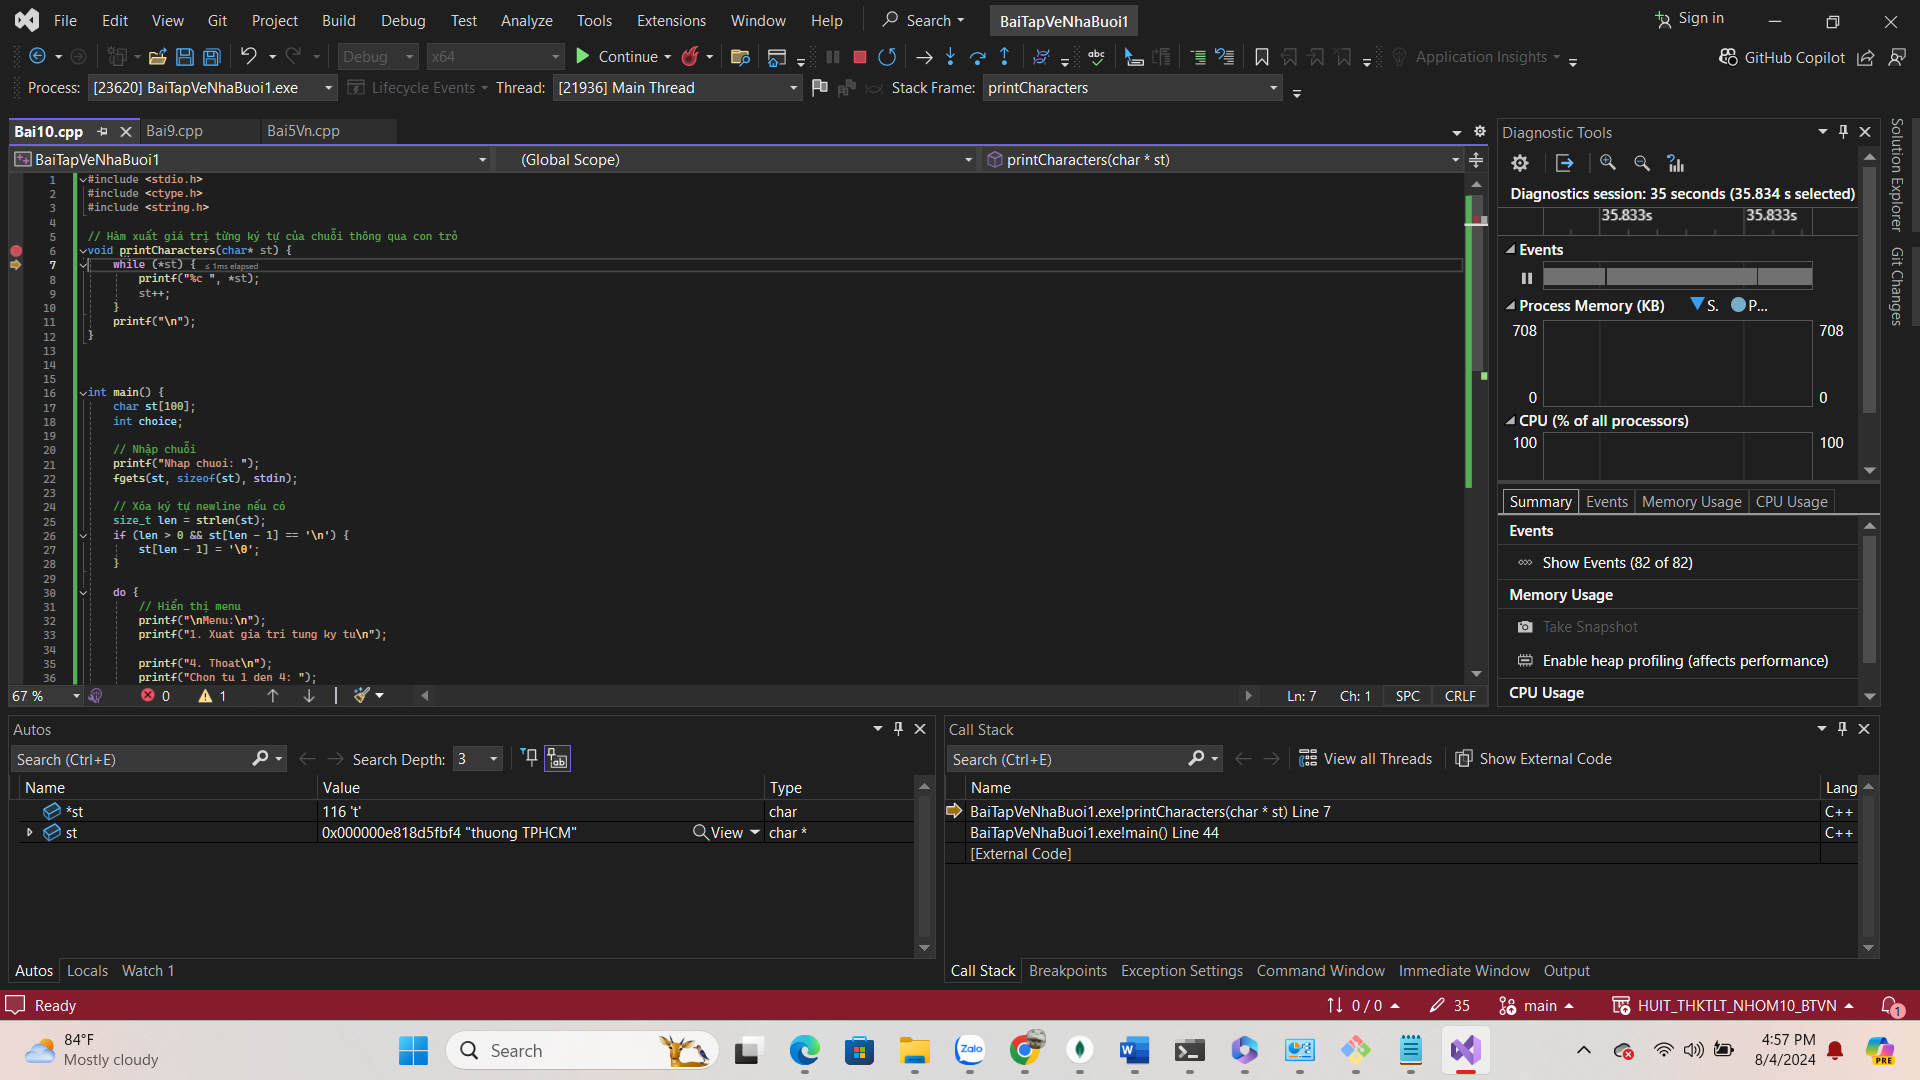 File Edit View Git Project Build Debug Test Analyze Tools Extensions Window Help Search BaiTapVeNhaBuoi1 Sign in
Debug x64 Continue abc Application Insights GitHub Copilot
Process: [23620] BaiTapVeNhaBuoi1.exe Lifecycle Events Thread: [21936] Main Thread Stack Frame: printCharacters
Bai10.cpp Bai9.cpp Bai5Vn.cpp
BaiTapVeNhaBuoi1 (Global Scope) printCharacters(char * st)
1 #include <stdio.h>
2 #include <ctype.h>
3 #include <string.h>
4
5 // Hàm xuất giá trị từng ký tự của chuỗi thông qua con trỏ
6 void printCharacters(char* st) {
7 while (*st) { ≤ 1ms elapsed
8 printf("%c ", *st);
9 st++;
10 }
11 printf("\n");
12 }
13
14
15
16 int main() {
17 char st[100];
18 int choice;
19
20 // Nhập chuỗi
21 printf("Nhap chuoi: ");
22 fgets(st, sizeof(st), stdin);
23
24 // Xóa ký tự newline nếu có
25 size_t len = strlen(st);
26 if (len > 0 && st[len - 1] == '\n') {
27 st[len - 1] = '\0';
28 }
29
30 do {
31 // Hiển thị menu
32 printf("\nMenu:\n");
33 printf("1. Xuat gia tri tung ky tu\n");
34
35 printf("4. Thoat\n");
36 printf("Chon tu 1 den 4: ");
67 % 0 1 Ln: 7 Ch: 1 SPC CRLF
Diagnostic Tools
Diagnostics session: 35 seconds (35.834 s selected)
35.833s 35.833s
Events
Process Memory (KB) S. P...
708 708
0 0
CPU (% of all processors)
100 100
Summary Events Memory Usage CPU Usage
Events
Show Events (82 of 82)
Memory Usage
Take Snapshot
Enable heap profiling (affects performance)
CPU Usage
Solution Explorer
Git Changes
Autos
Search (Ctrl+E) Search Depth: 3
Name Value Type
*st 116 't' char
st 0x000000e818d5fbf4 "thuong TPHCM" View char *
Autos Locals Watch 1
Call Stack
Search (Ctrl+E) View all Threads Show External Code
Name Lang
BaiTapVeNhaBuoi1.exe!printCharacters(char * st) Line 7 C++
BaiTapVeNhaBuoi1.exe!main() Line 44 C++
[External Code]
Call Stack Breakpoints Exception Settings Command Window Immediate Window Output
Ready 0 / 0 35 main HUIT_THKTLT_NHOM10_BTVN 1
84°F
Mostly cloudy
Search
Zalo
PRE
4:57 PM
8/4/2024